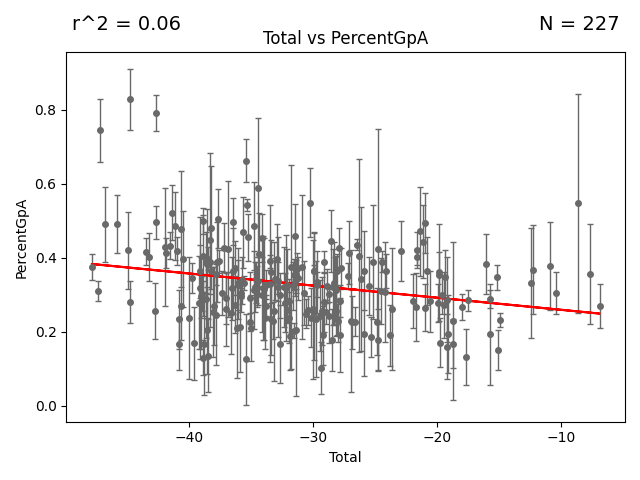 r^2 = 0.06
N = 227
Total vs PercentGpA
PercentGpA
0.8
0.6
0.4
0.2
0.0
−40
−30
−20
−10
Total